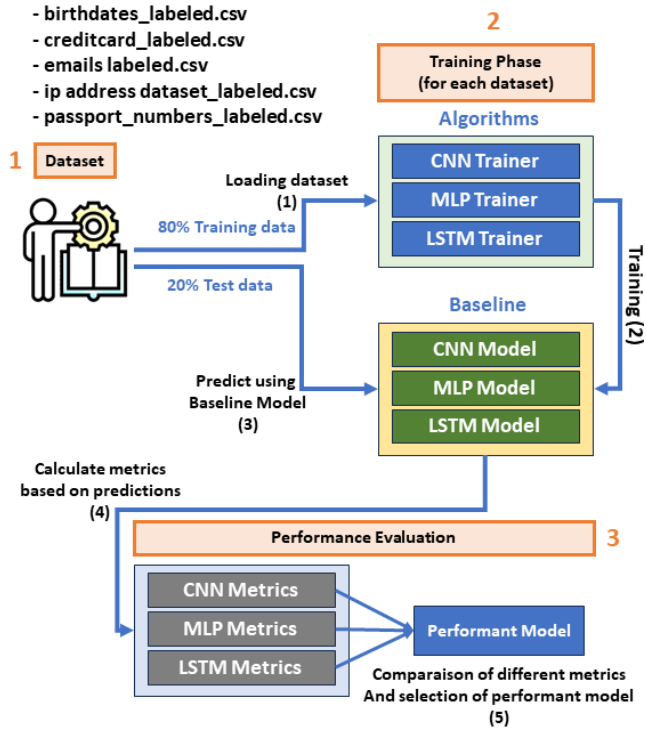 - birthdates_labeled.csv
- creditcard_labeled.csv
- emails labeled.csv
- ip address dataset_labeled.csv
- passport_numbers_labeled.csv
2
Training Phase
(for each dataset)
1
Dataset
Algorithms
CNN Trainer
MLP Trainer
LSTM Trainer
Loading dataset
(1)
80% Training data
20% Test data
Training (2)
Baseline
CNN Model
MLP Model
LSTM Model
Predict using
Baseline Model
(3)
Calculate metrics
based on predictions
(4)
Performance Evaluation
3
CNN Metrics
MLP Metrics
LSTM Metrics
Performant Model
Comparaison of different metrics
And selection of performant model
(5)